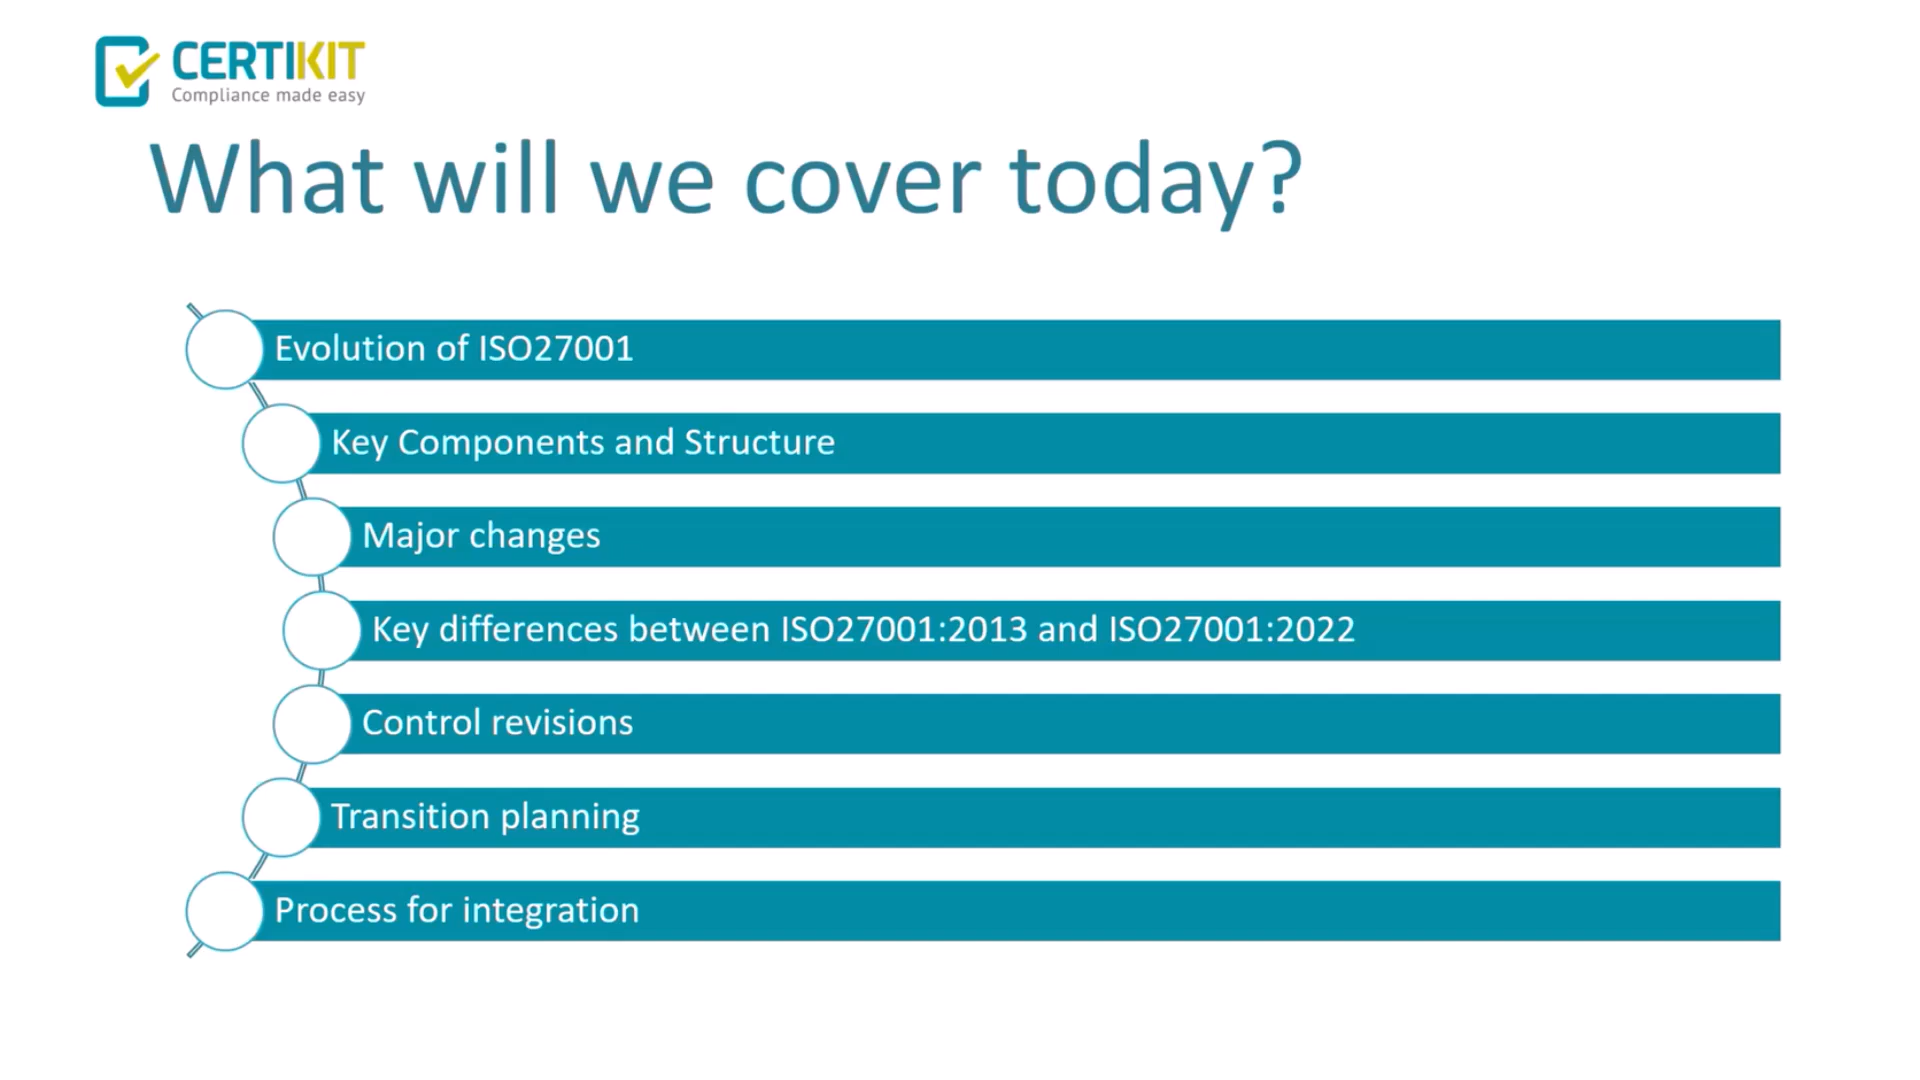 CERTIKIT
Compliance made easy
What will we cover today?
Evolution of ISO27001
Key Components and Structure
Major changes
Key differences between ISO27001:2013 and ISO27001:2022
Control revisions
Transition planning
Process for integration